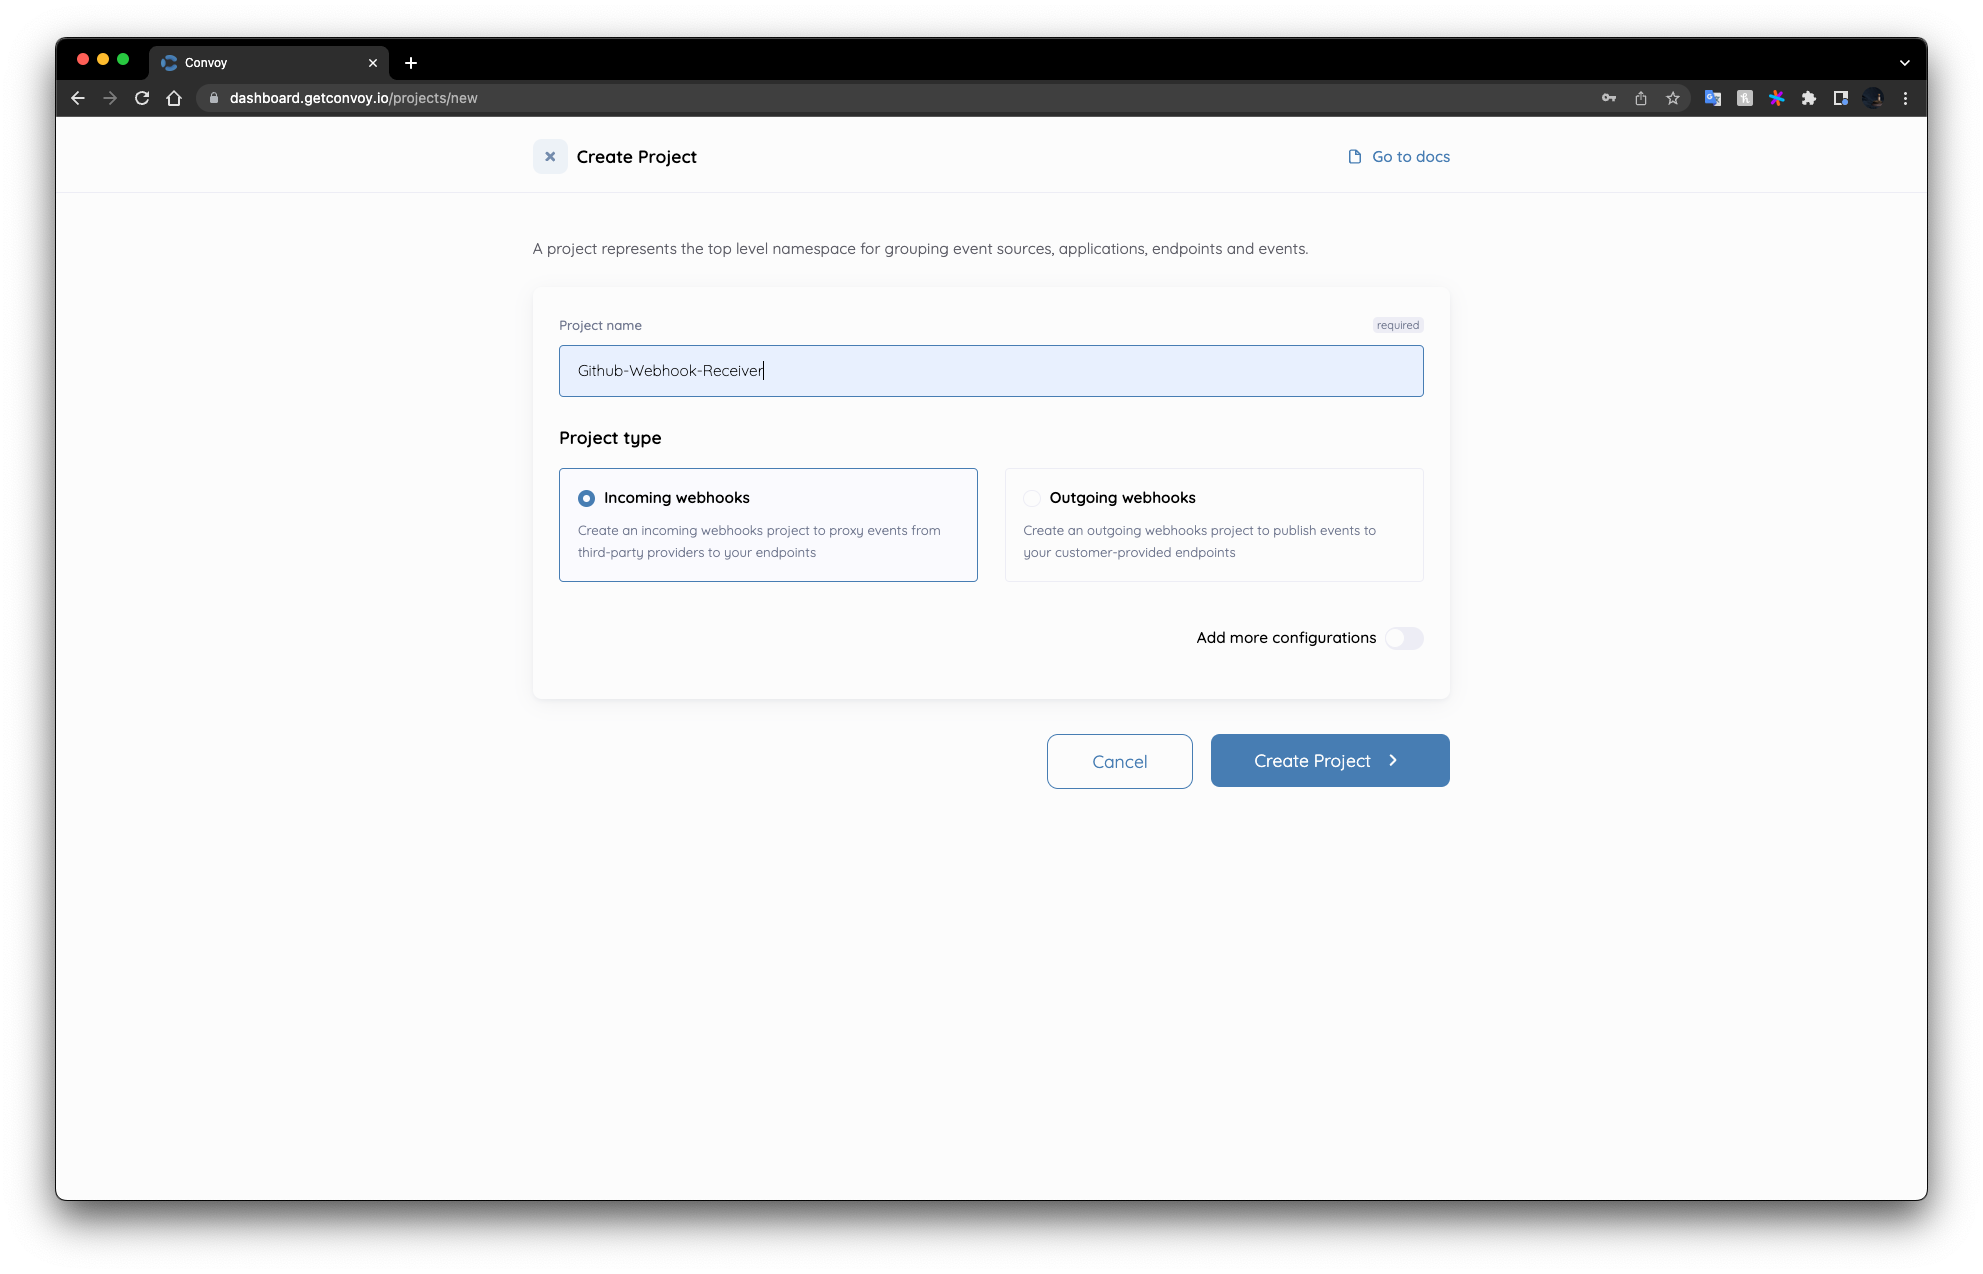 Convoy
dashboard.getconvoy.io/projects/new
Create Project
Go to docs
A project represents the top level namespace for grouping event sources, applications, endpoints and events.
Project name
required
Github-Webhook-Receiver
Project type
Incoming webhooks
Create an incoming webhooks project to proxy events from
third-party providers to your endpoints
Outgoing webhooks
Create an outgoing webhooks project to publish events to
your customer-provided endpoints
Add more configurations
Cancel
Create Project